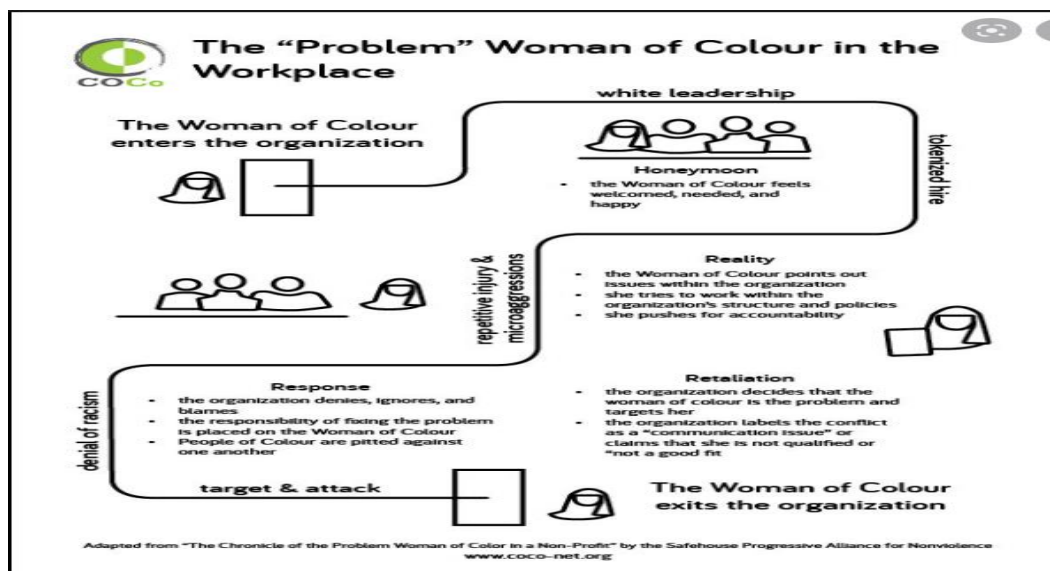 The "Problem" Woman of Colour in the
Workplace
COCo
white leadership
The Woman of Colour
enters the organization
tokenized hire
Honeymoon
- the Woman of Colour feels
welcomed, needed, and
happy
repetitive injury &
microaggressions
Reality
- the Woman of Colour points out
issues within the organization
- she tries to work within the
organization's structure and policies
- she pushes for accountability
denial of racism
Response
- the organization denies, ignores, and
blames
- the responsibility of fixing the problem
is placed on the Woman of Colour
- People of Colour are pitted against
one another
Retaliation
- the organization decides that the
woman of colour is the problem and
targets her
- the organization labels the conflict
as a "communication issue" or
claims that she is not qualified or
"not a good fit
target & attack
The Woman of Colour
exits the organization
Adapted from "The Chronicle of the Problem Woman of Color in a Non-Profit" by the Safehouse Progressive Alliance for Nonviolence
www.coco-net.org